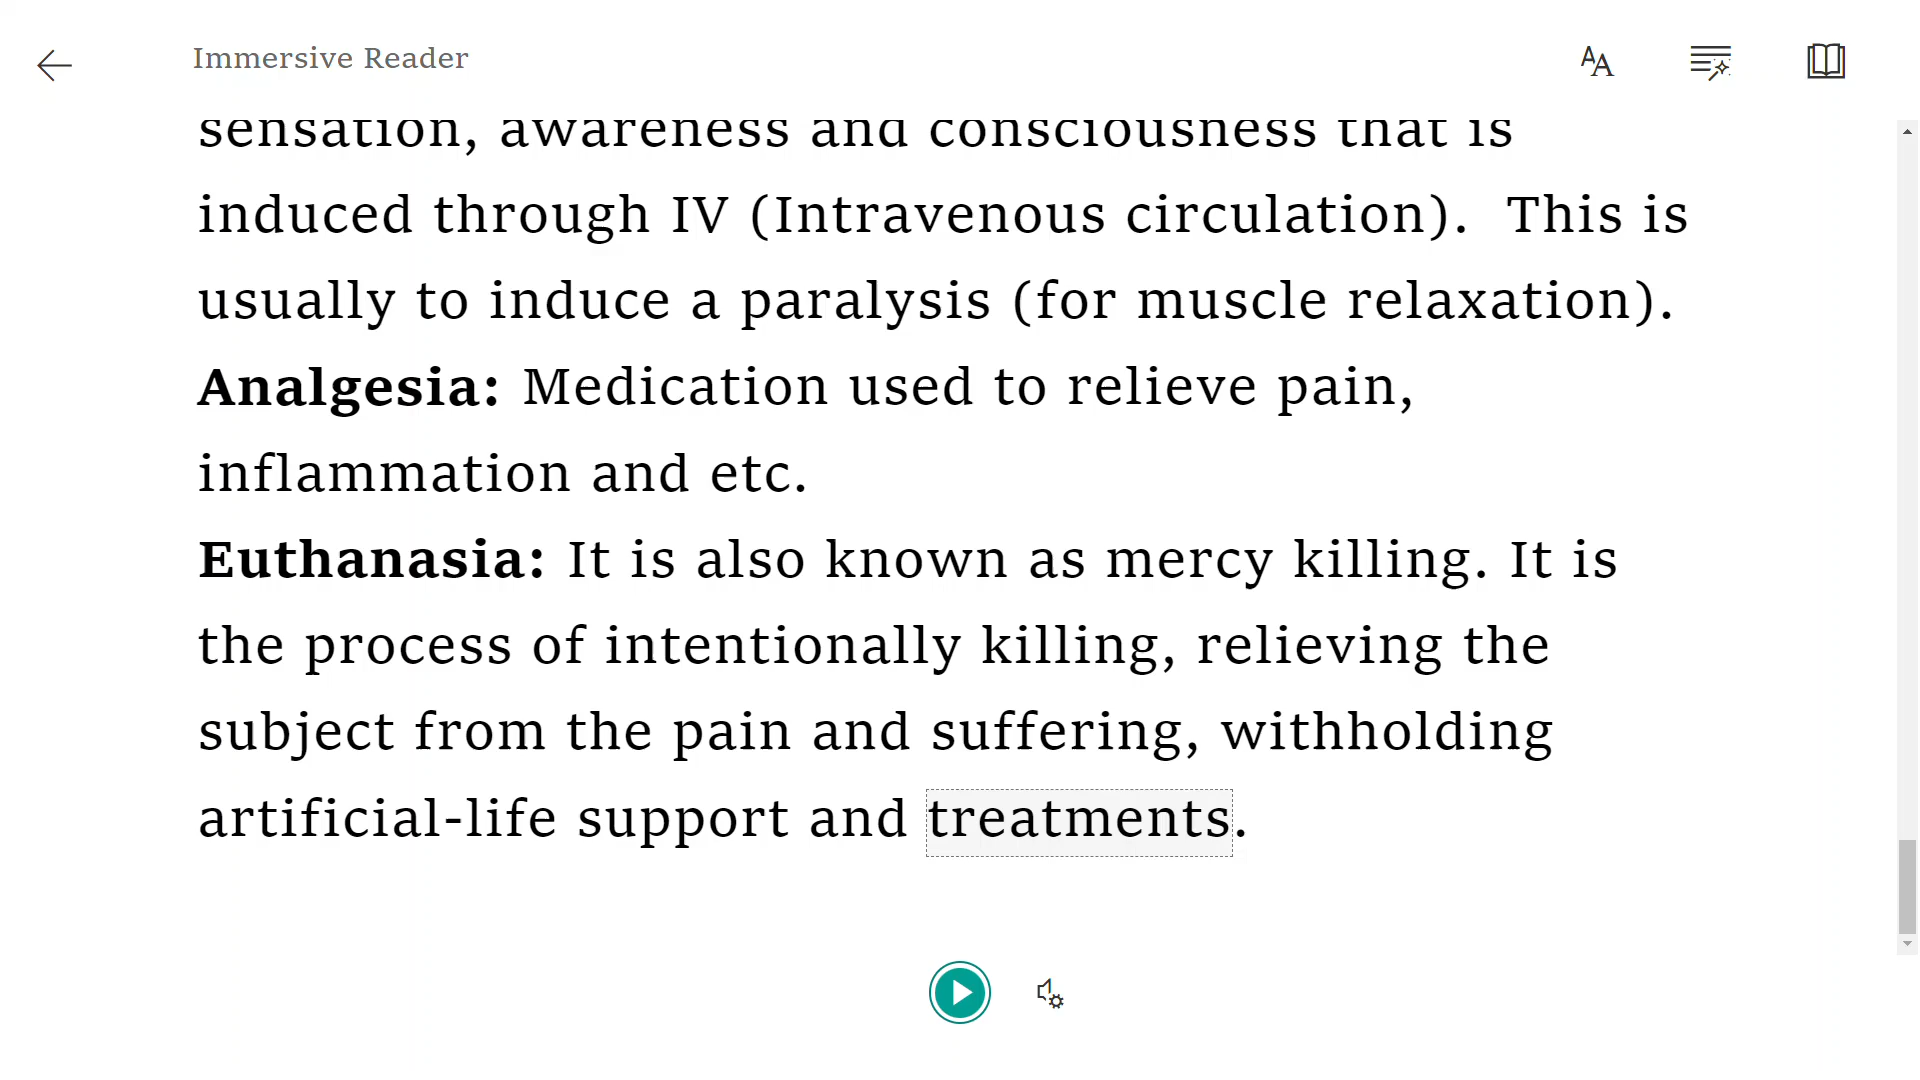 Immersive Reader
sensation, awareness and consciousness that is
induced through IV (Intravenous circulation).  This is
usually to induce a paralysis (for muscle relaxation).
Analgesia: Medication used to relieve pain,
inflammation and etc.
Euthanasia: It is also known as mercy killing. It is
the process of intentionally killing, relieving the
subject from the pain and suffering, withholding
artificial-life support and treatments.